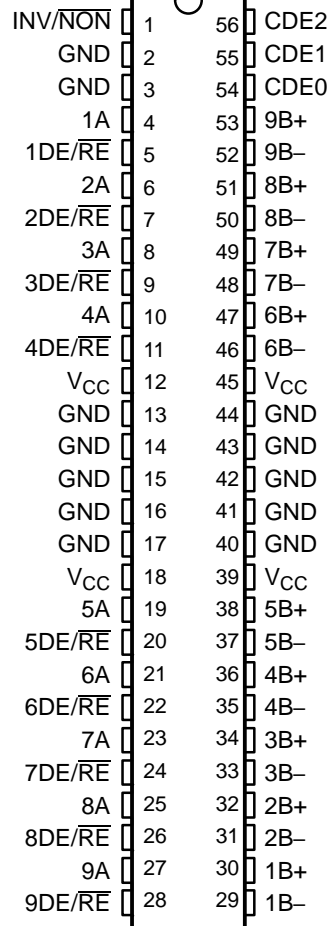 INV/NON 1 56 CDE2
GND 2 55 CDE1
GND 3 54 CDE0
1A 4 53 9B+
1DE/RE 5 52 9B–
2A 6 51 8B+
2DE/RE 7 50 8B–
3A 8 49 7B+
3DE/RE 9 48 7B–
4A 10 47 6B+
4DE/RE 11 46 6B–
VCC 12 45 VCC
GND 13 44 GND
GND 14 43 GND
GND 15 42 GND
GND 16 41 GND
GND 17 40 GND
VCC 18 39 VCC
5A 19 38 5B+
5DE/RE 20 37 5B–
6A 21 36 4B+
6DE/RE 22 35 4B–
7A 23 34 3B+
7DE/RE 24 33 3B–
8A 25 32 2B+
8DE/RE 26 31 2B–
9A 27 30 1B+
9DE/RE 28 29 1B–